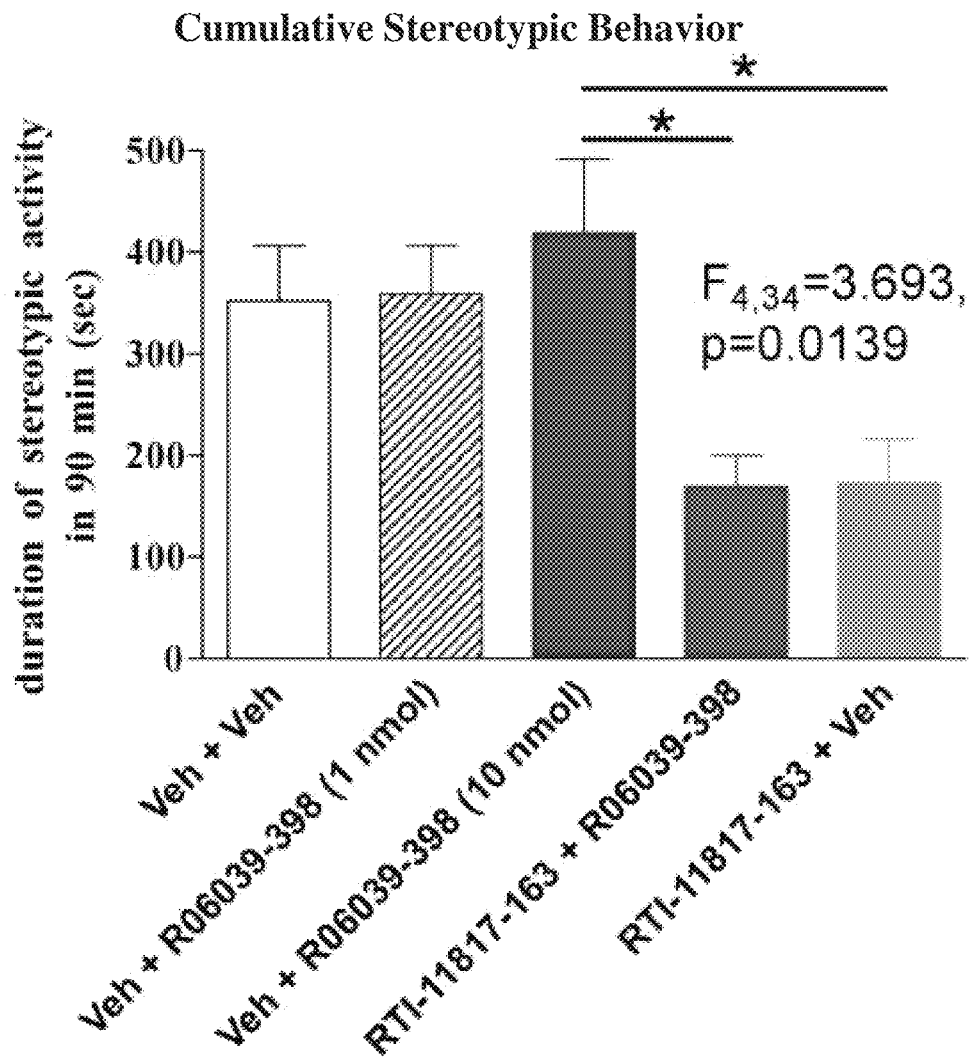 Cumulative Stereotypic Behavior
*
*
duration of stereotypic activity
in 90 min (sec)
500
400
300
200
100
0
F4,34=3.693,
p=0.0139
Veh + Veh
Veh + R06039-398 (1 nmol)
Veh + R06039-398 (10 nmol)
RTI-11817-163 + R06039-398
RTI-11817-163 + Veh